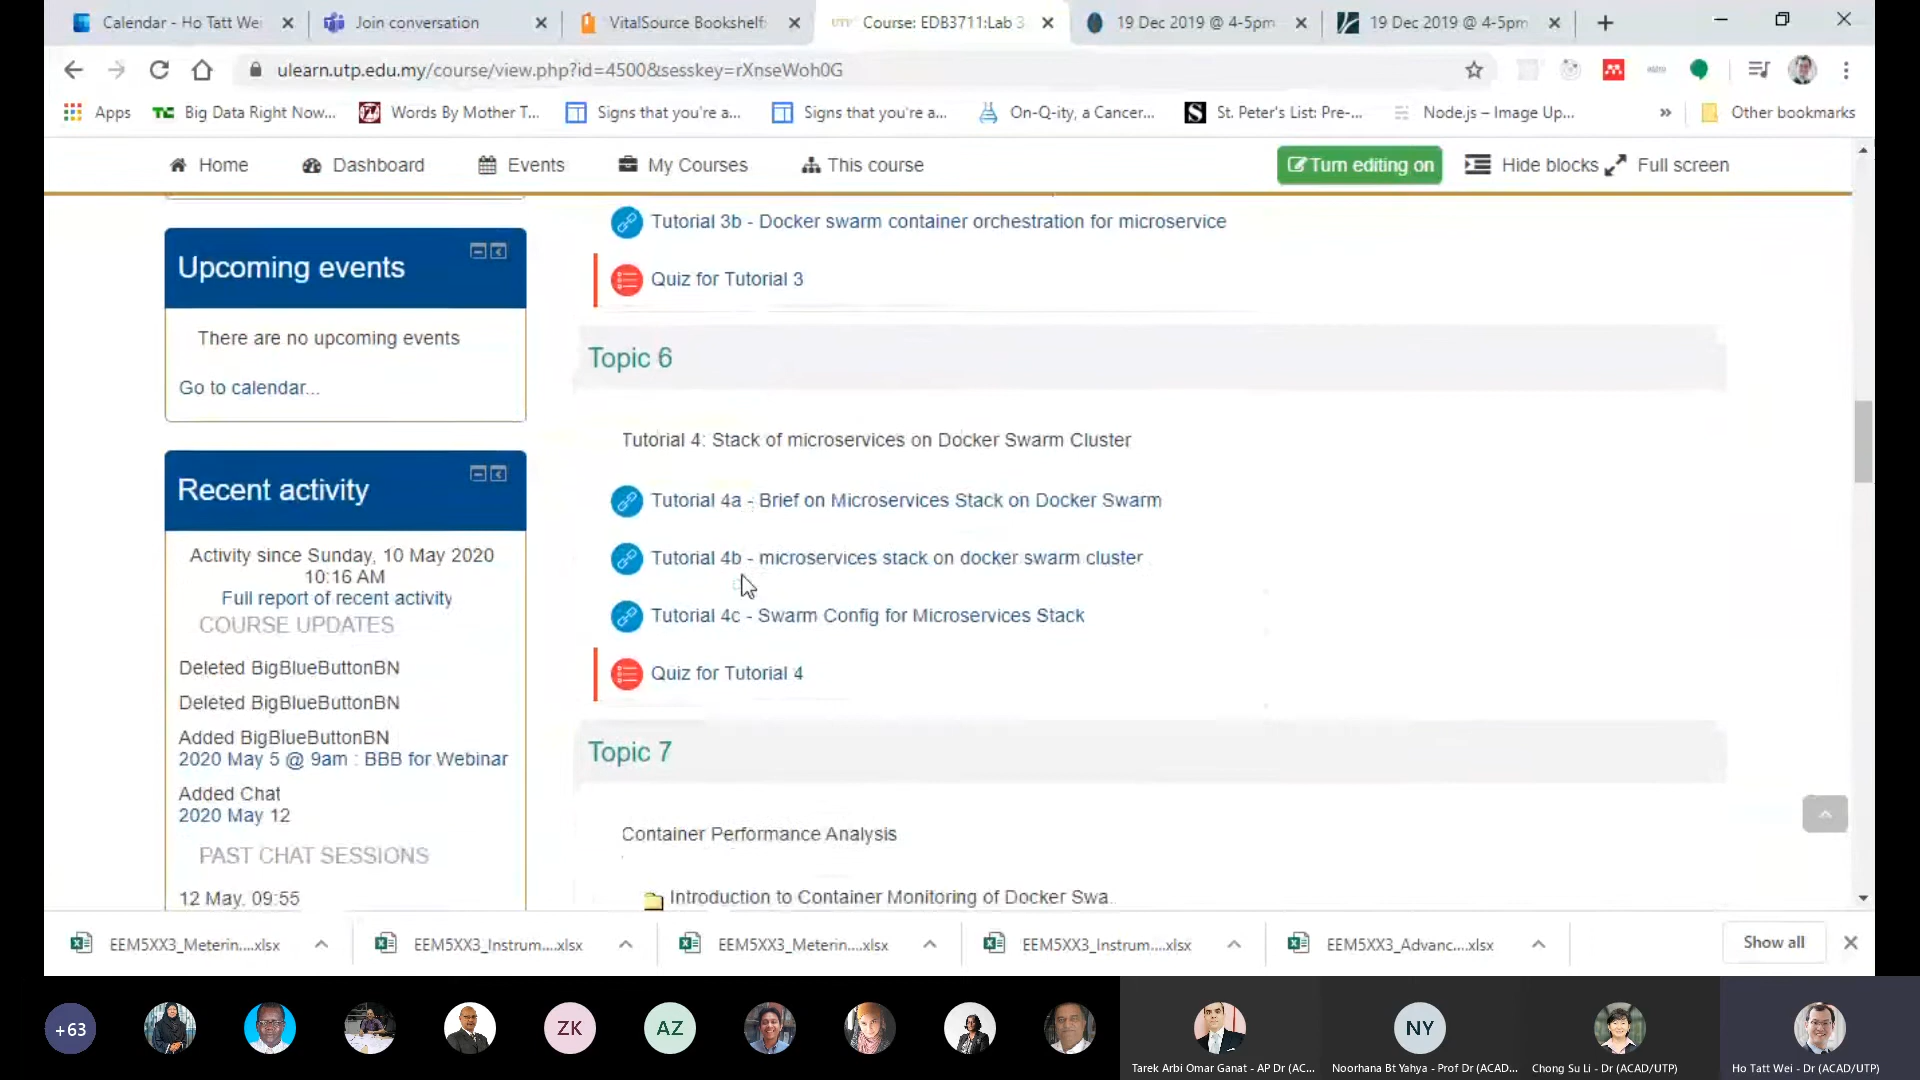 Calendar - Ho Tatt We
Join conversation
VitalSource Bookshelf
UTP Course: EDB3711:Lab 3
19 Dec 2019 @ 4-5pm
19 Dec 2019 @ 4-5pm
ulearn.utp.edu.my/course/view.php?id=4500&sesskey=rXnseWoh0G
Apps
Big Data Right Now...
Words By Mother T...
Signs that you're a...
Signs that you're a...
On-Q-ity, a Cancer...
St. Peter's List: Pre-...
Node.js – Image Up...
»
Other bookmarks
Home
Dashboard
Events
My Courses
This course
Turn editing on
Hide blocks
Full screen
Upcoming events
There are no upcoming events
Go to calendar...
Recent activity
Activity since Sunday, 10 May 2020
10:16 AM
Full report of recent activity
COURSE UPDATES
Deleted BigBlueButtonBN
Deleted BigBlueButtonBN
Added BigBlueButtonBN
2020 May 5 @ 9am : BBB for Webinar
Added Chat
2020 May 12
PAST CHAT SESSIONS
12 May, 09:55
Tutorial 3b - Docker swarm container orchestration for microservice
Quiz for Tutorial 3
Topic 6
Tutorial 4: Stack of microservices on Docker Swarm Cluster
Tutorial 4a - Brief on Microservices Stack on Docker Swarm
Tutorial 4b - microservices stack on docker swarm cluster
Tutorial 4c - Swarm Config for Microservices Stack
Quiz for Tutorial 4
Topic 7
Container Performance Analysis
Introduction to Container Monitoring of Docker Swa
EEM5XX3_Meterin....xlsx
EEM5XX3_Instrum....xlsx
EEM5XX3_Meterin....xlsx
EEM5XX3_Instrum....xlsx
EEM5XX3_Advanc....xlsx
Show all
+63
ZK
AZ
NY
Tarek Arbi Omar Ganat - AP Dr (AC...
Noorhana Bt Yahya - Prof Dr (ACAD...
Chong Su Li - Dr (ACAD/UTP)
Ho Tatt Wei - Dr (ACAD/UTP)